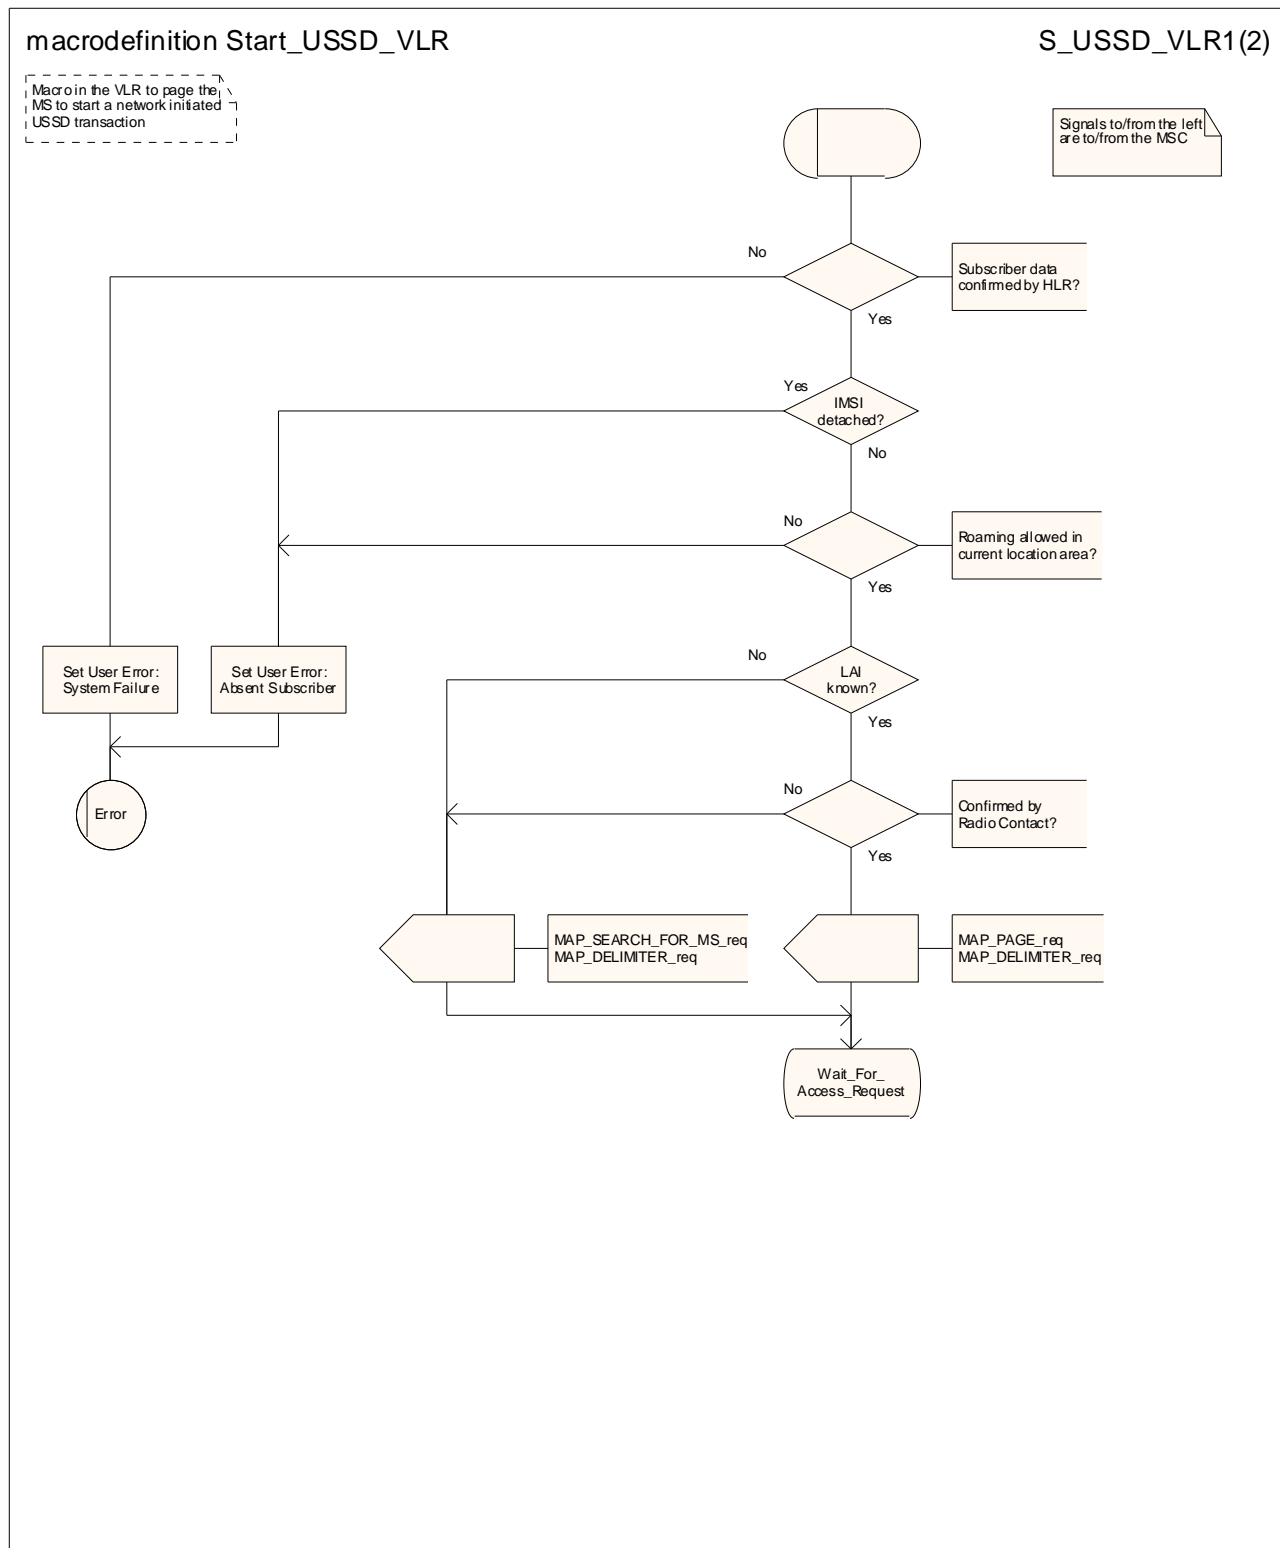 macrodefinition Start_USSD_VLR
S_USSD_VLR1(2)
Macro in the VLR to page the
MS to start a network initiated
USSD transaction
Signals to/from the left
are to/from the MSC
No
Subscriber data
confirmed by HLR?
Yes
Yes
IMSI
detached?
No
No
Roaming allowed in
current location area?
Yes
Set User Error:
System Failure
Set User Error:
Absent Subscriber
No
LAI
known?
Yes
Error
No
Confirmed by
Radio Contact?
Yes
MAP_SEARCH_FOR_MS_req
MAP_DELIMITER_req
MAP_PAGE_req
MAP_DELIMITER_req
Wait_For_
Access_Request